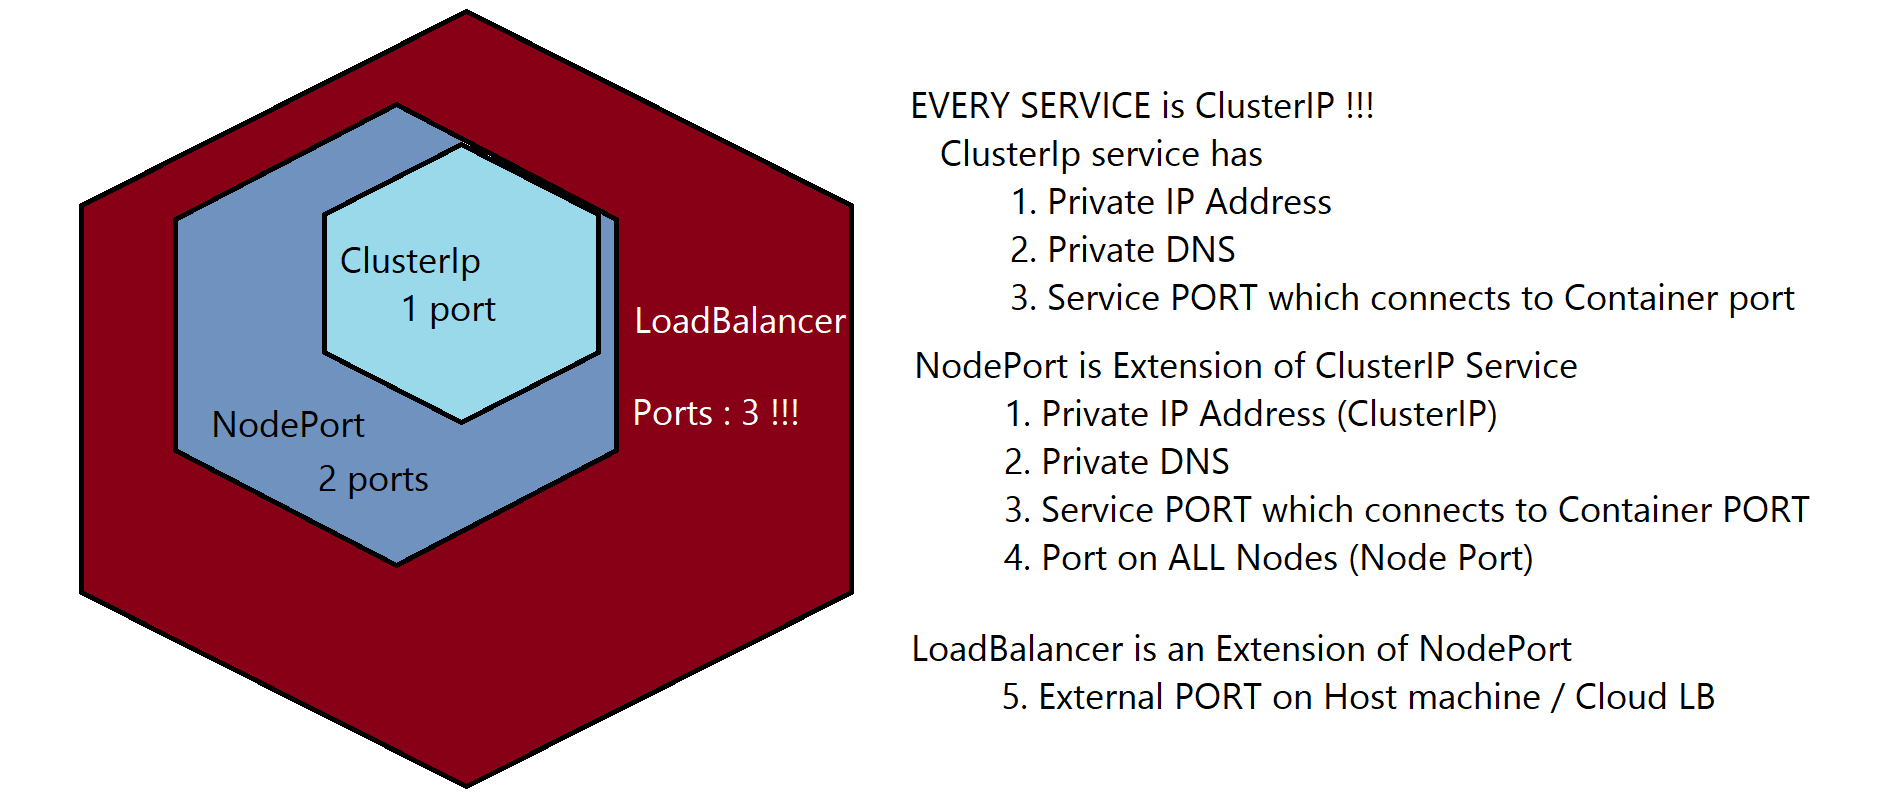 ClusterIp
1 port
NodePort
2 ports
LoadBalancer
Ports : 3 !!!
EVERY SERVICE is ClusterIP !!!
ClusterIp service has
1. Private IP Address
2. Private DNS
3. Service PORT which connects to Container port
NodePort is Extension of ClusterIP Service
1. Private IP Address (ClusterIP)
2. Private DNS
3. Service PORT which connects to Container PORT
4. Port on ALL Nodes (Node Port)
LoadBalancer is an Extension of NodePort
5. External PORT on Host machine / Cloud LB